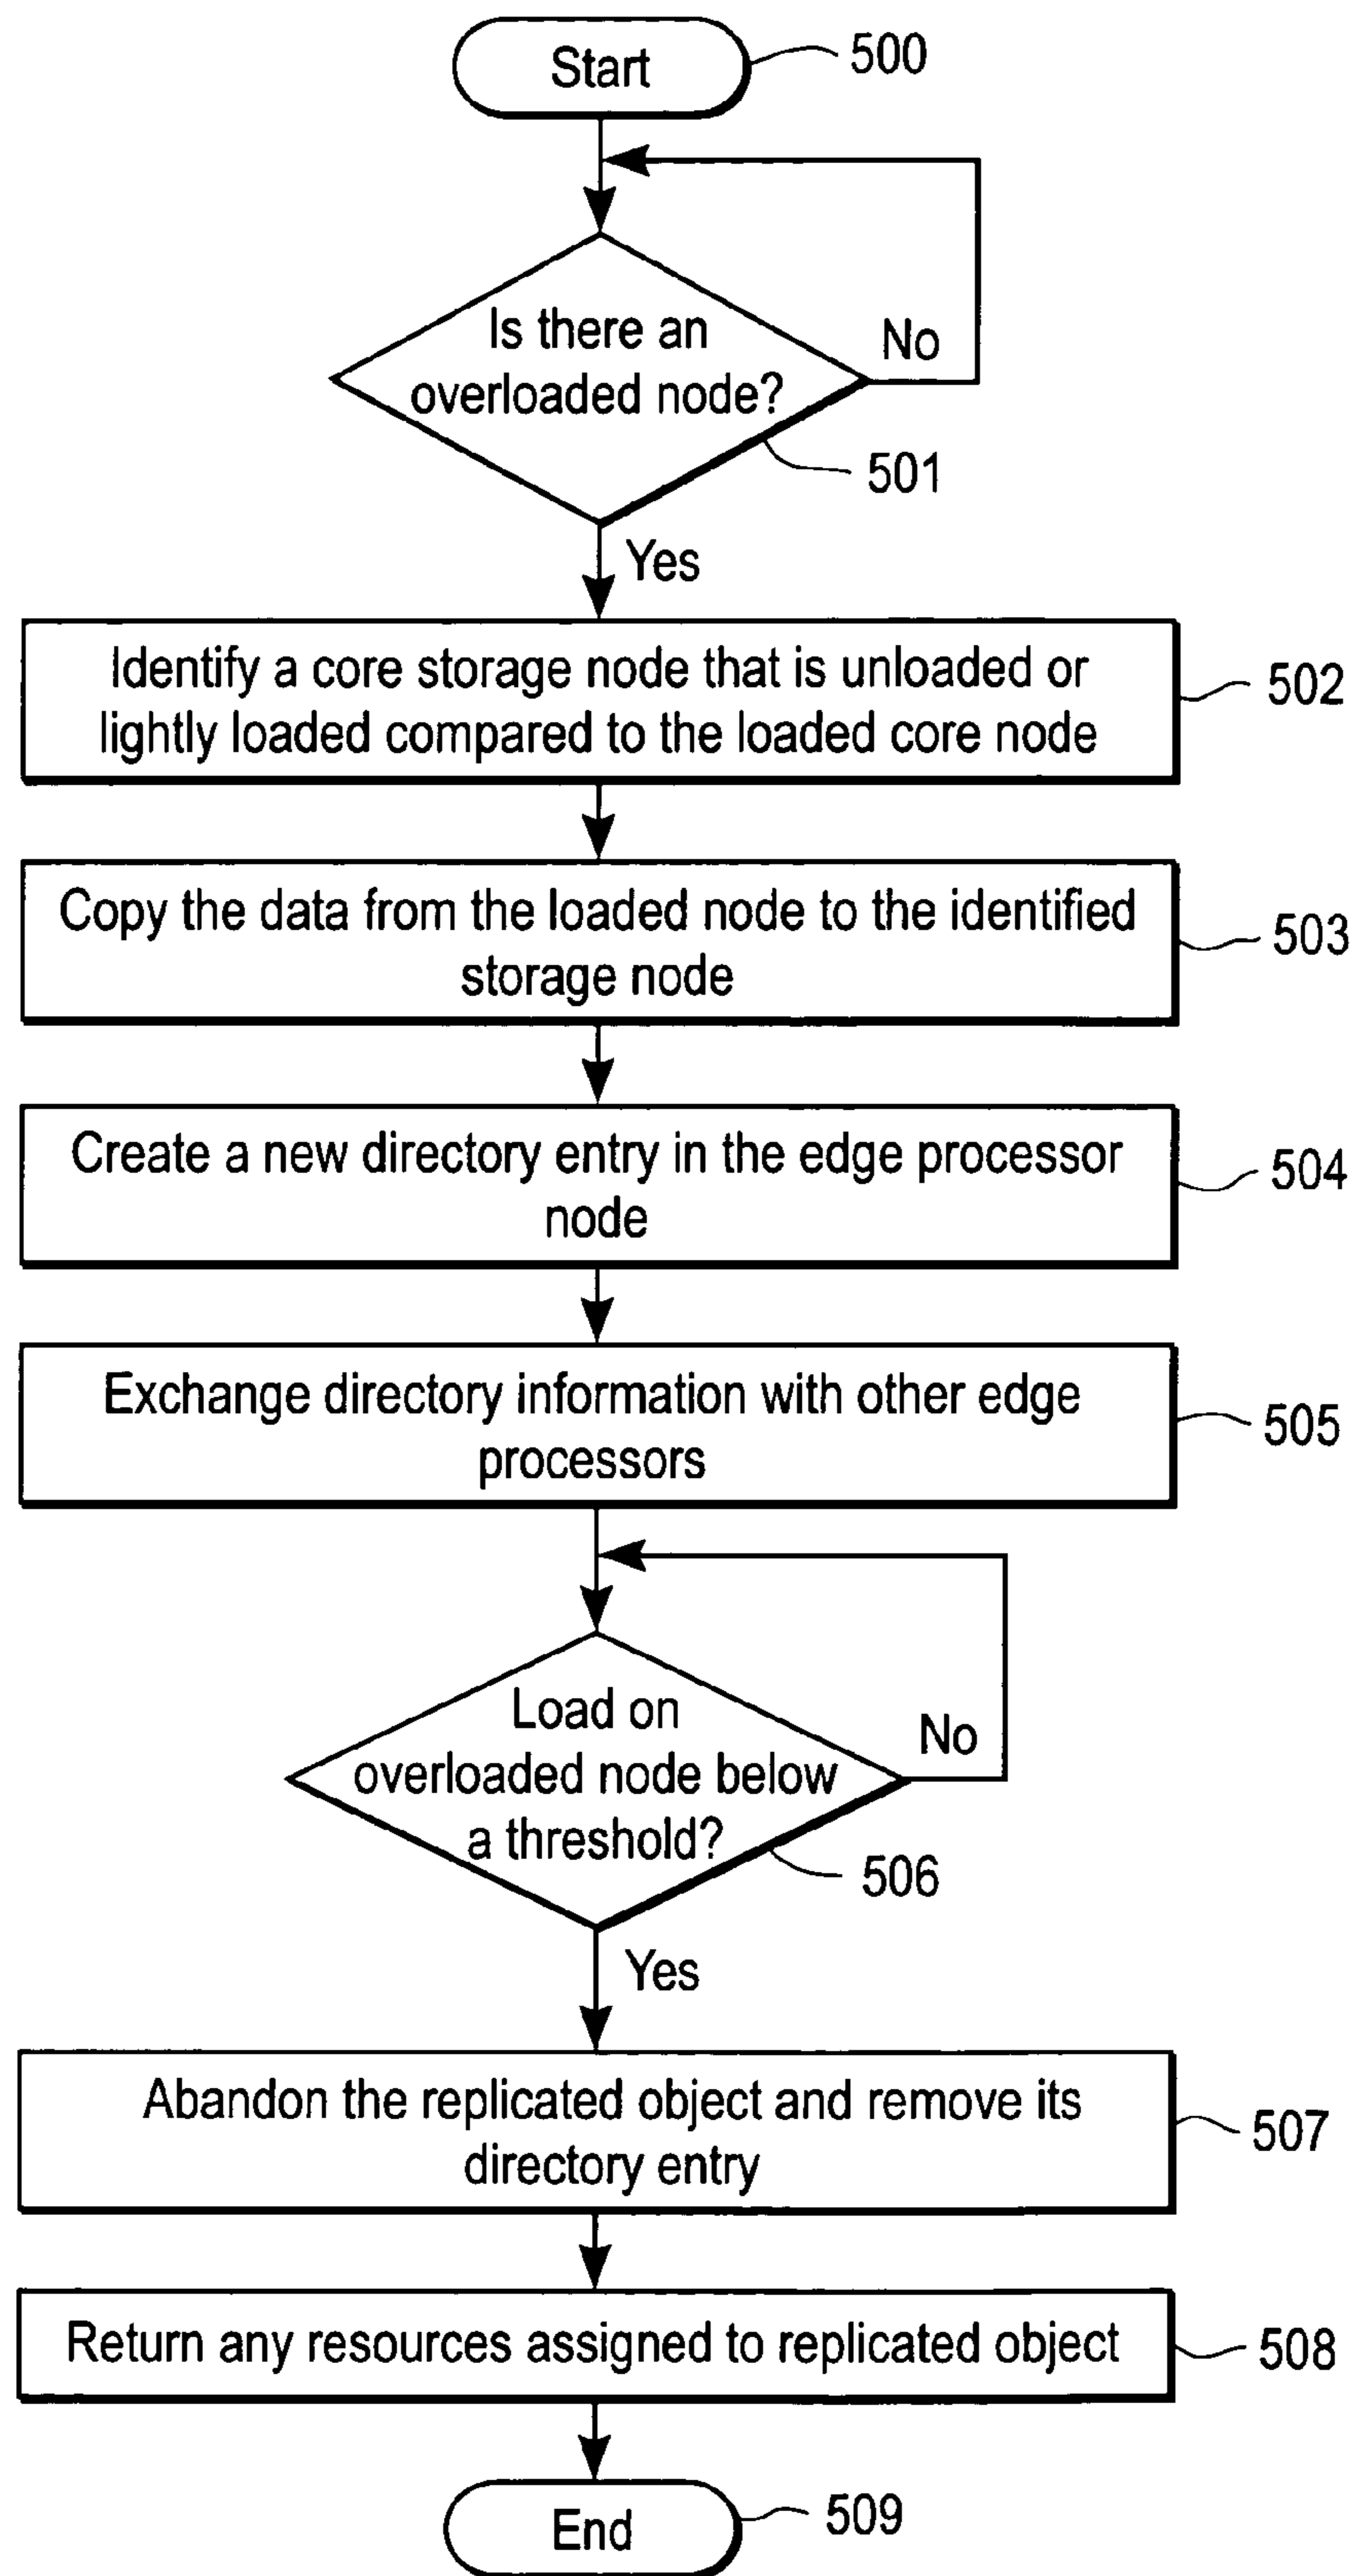 Start
500
Is there an
overloaded node?
No
501
Yes
Identify a core storage node that is unloaded or
lightly loaded compared to the loaded core node
502
Copy the data from the loaded node to the identified
storage node
503
Create a new directory entry in the edge processor
node
504
Exchange directory information with other edge
processors
505
Load on
overloaded node below
a threshold?
No
506
Yes
Abandon the replicated object and remove its
directory entry
507
Return any resources assigned to replicated object
508
End
509